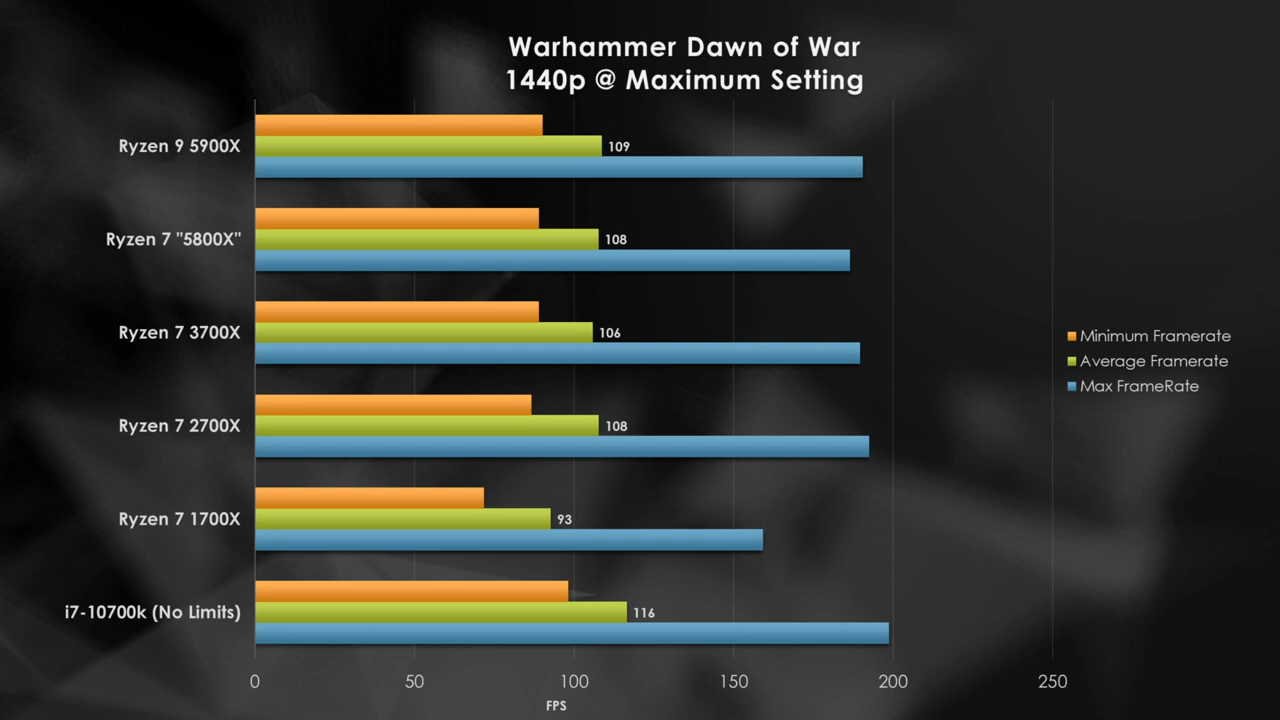 Warhammer Dawn of War
1440p @ Maximum Setting
Ryzen 9 5900X
109
Ryzen 7 "5800X"
108
Ryzen 7 3700X
106
Ryzen 7 2700X
108
Ryzen 7 1700X
93
i7-10700k (No Limits)
116
Minimum Framerate
Average Framerate
Max FrameRate
0 50 100 150 200 250
FPS